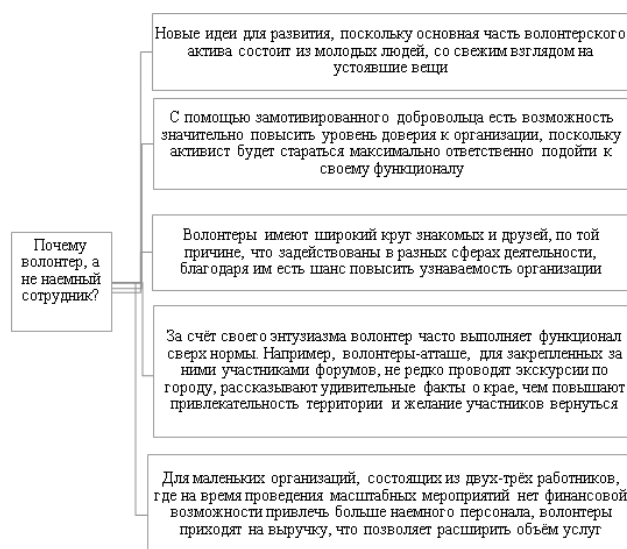 Новые идеи для развития, поскольку основная часть волонтерского
актива состоит из молодых людей, со свежим взглядом на
устоявшие вещи
С помощью замотивированного добровольца есть возможность
значительно повысить уровень доверия к организации, поскольку
активист будет стараться максимально ответственно подойти к
своему функционалу
Почему
волонтер, а
не наемный
сотрудник?
Волонтеры имеют широкий круг знакомых и друзей, по той
причине, что задействованы в разных сферах деятельности,
благодаря им есть шанс повысить узнаваемость организации
За счёт своего энтузиазма волонтер часто выполняет функционал
сверх нормы. Например, волонтеры-атташе, для закрепленных за
ними участниками форумов, не редко проводят экскурсии по
городу, рассказывают удивительные факты о крае, чем повышают
привлекательность территории и желание участников вернуться
Для маленьких организаций, состоящих из двух-трёх работников,
где на время проведения масштабных мероприятий нет финансовой
возможности привлечь больше наемного персонала, волонтеры
приходят на выручку, что позволяет расширить объём услуг